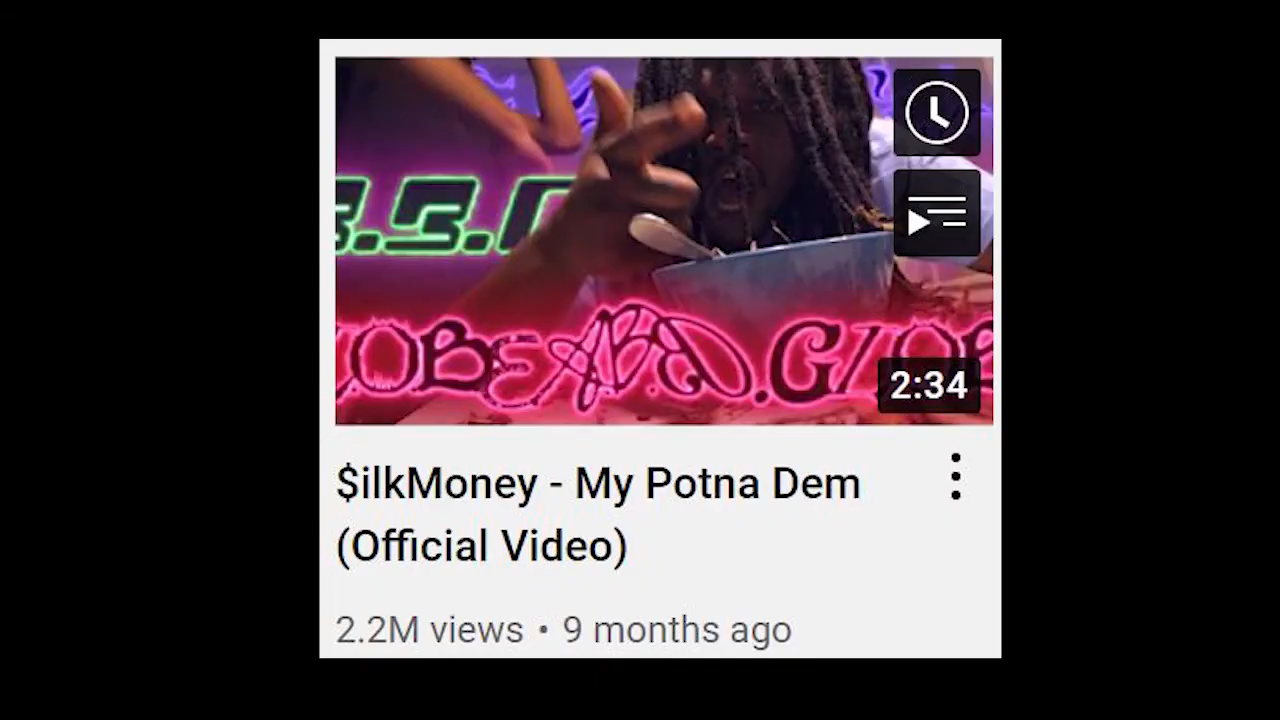 2:34
$ilkMoney - My Potna Dem
(Official Video)
2.2M views • 9 months ago